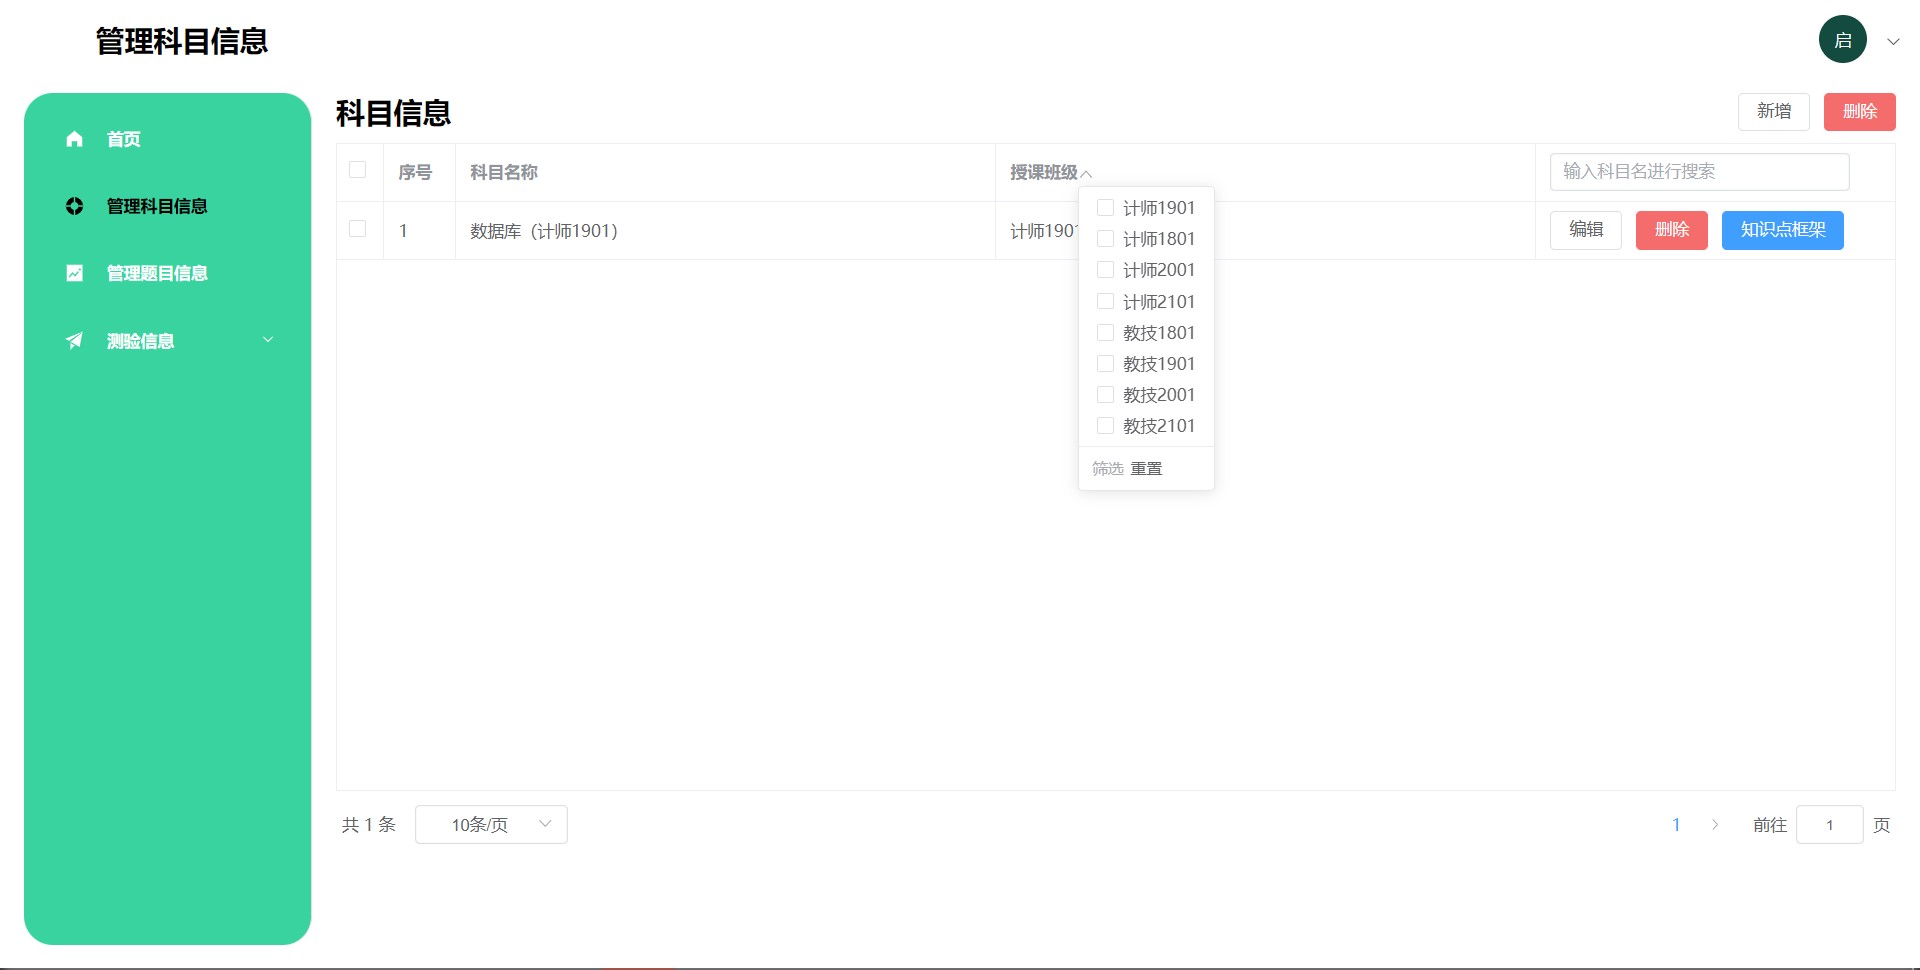 管理科目信息
启
首页
管理科目信息
管理题目信息
测验信息
科目信息
新增 删除
序号 科目名称 授课班级 输入科目名进行搜索
1 数据库（计师1901） 计师1901 编辑 删除 知识点框架
计师1901
计师1801
计师2001
计师2101
教技1801
教技1901
教技2001
教技2101
筛选 重置
共 1 条 10条/页 1 前往 1 页